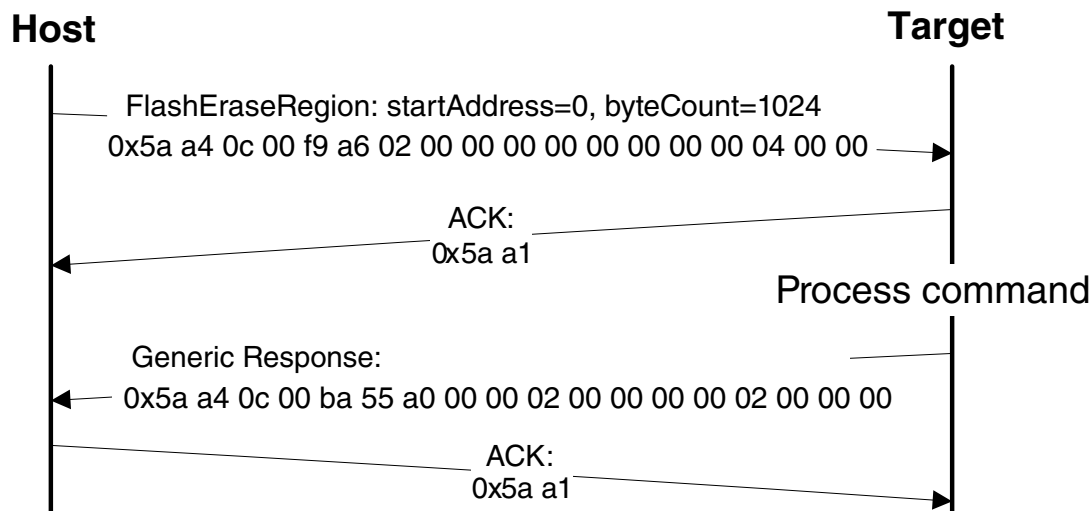 Host
Target
FlashEraseRegion: startAddress=0, byteCount=1024
0x5a a4 0c 00 f9 a6 02 00 00 00 00 00 00 00 00 04 00 00
ACK:
0x5a a1
Process command
Generic Response:
0x5a a4 0c 00 ba 55 a0 00 00 02 00 00 00 00 02 00 00 00
ACK:
0x5a a1